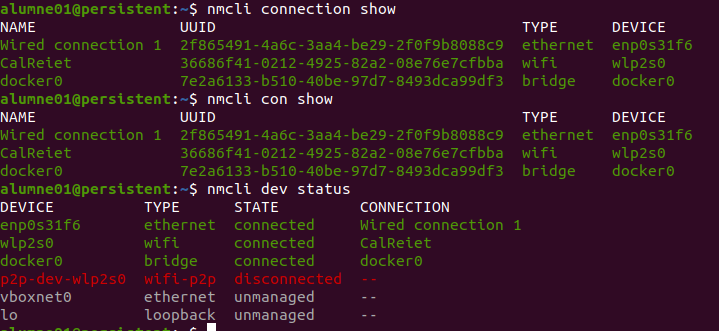 alumne01@persistent:~$ nmcli connection show
NAME                UUID                                  TYPE      DEVICE
Wired connection 1  2f865491-4a6c-3aa4-be29-2f0f9b8088c9  ethernet  enp0s31f6
CalReiet            36686f41-0212-4925-82a2-08e76e7cfbba  wifi      wlp2s0
docker0             7e2a6133-b510-40be-97d7-8493dca99df3  bridge    docker0
alumne01@persistent:~$ nmcli con show
NAME                UUID                                  TYPE      DEVICE
Wired connection 1  2f865491-4a6c-3aa4-be29-2f0f9b8088c9  ethernet  enp0s31f6
CalReiet            36686f41-0212-4925-82a2-08e76e7cfbba  wifi      wlp2s0
docker0             7e2a6133-b510-40be-97d7-8493dca99df3  bridge    docker0
alumne01@persistent:~$ nmcli dev status
DEVICE          TYPE      STATE         CONNECTION
enp0s31f6       ethernet  connected     Wired connection 1
wlp2s0          wifi      connected     CalReiet
docker0         bridge    connected     docker0
p2p-dev-wlp2s0  wifi-p2p  disconnected  --
vboxnet0        ethernet  unmanaged     --
lo              loopback  unmanaged     --
alumne01@persistent:~$